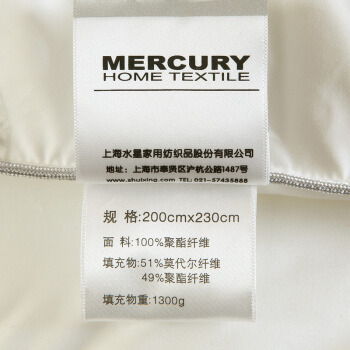 MERCURY
HOME TEXTILE
上海水星家用纺织品股份有限公司
地址：上海市奉贤区沪杭公路1487号
www.shuixing.com TEL:021-57435888
规 格:200cmx230cm
面 料:100%聚酯纤维
填充物:51%莫代尔纤维
49%聚酯纤维
填充物重:1300g